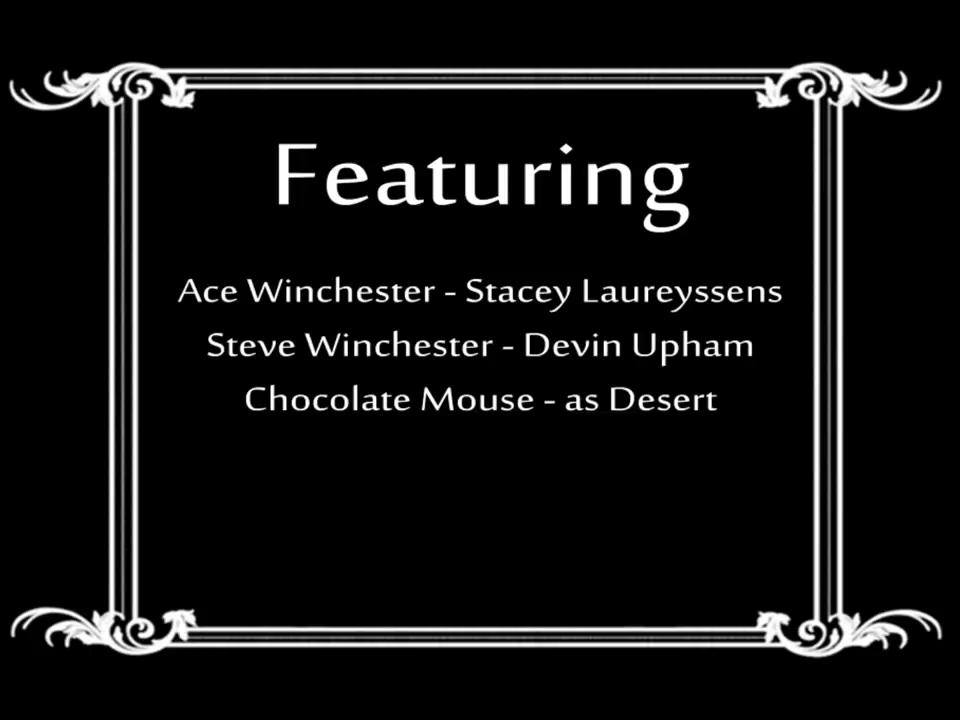 Featuring
Ace Winchester - Stacey Laureyssens
Steve Winchester - Devin Upham
Chocolate Mouse - as Desert